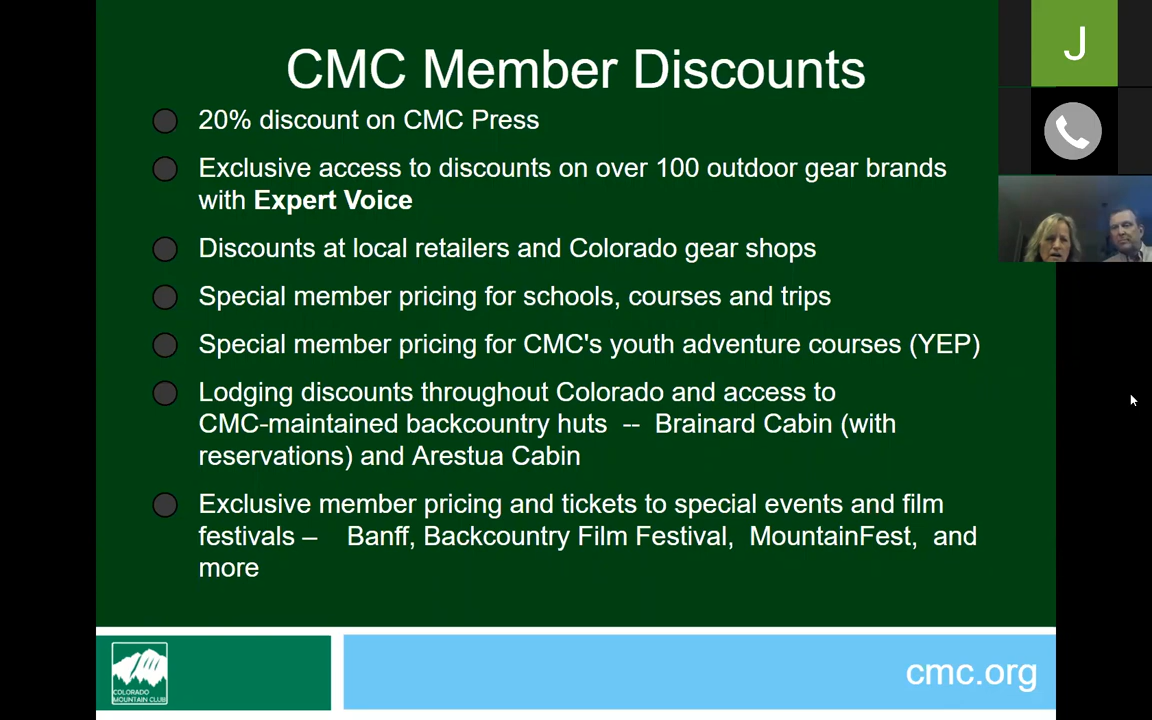 CMC Member Discounts
20% discount on CMC Press
Exclusive access to discounts on over 100 outdoor gear brands
with Expert Voice
Discounts at local retailers and Colorado gear shops
Special member pricing for schools, courses and trips
Special member pricing for CMC's youth adventure courses (YEP)
Lodging discounts throughout Colorado and access to
CMC-maintained backcountry huts -- Brainard Cabin (with
reservations) and Arestua Cabin
Exclusive member pricing and tickets to special events and film
festivals – Banff, Backcountry Film Festival, MountainFest, and
more
COLORADO
MOUNTAIN CLUB
cmc.org
J